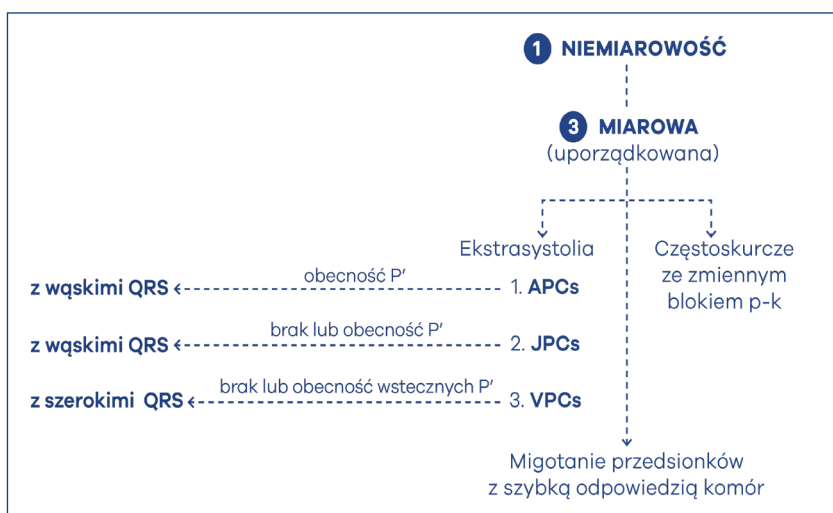 1 NIEMIAROWOŚĆ
3 MIAROWA
(uporządkowana)
Ekstrasystolia
Częstoskurcze
ze zmiennym
blokiem p-k
z wąskimi QRS
obecność P'
1. APCs
z wąskimi QRS
brak lub obecność P'
2. JPCs
z szerokimi QRS
brak lub obecność wstecznych P'
3. VPCs
Migotanie przedsionków
z szybką odpowiedzią komór